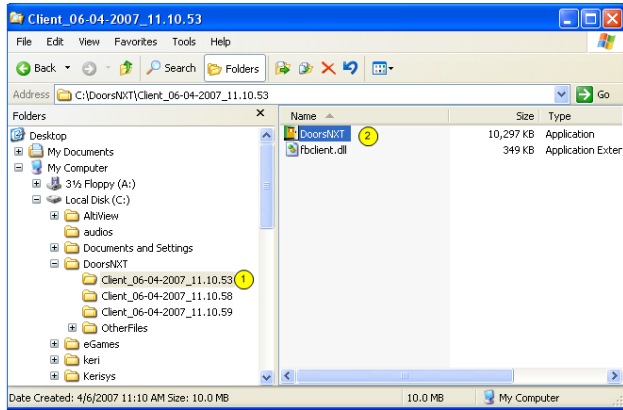 Client_06-04-2007_11.10.53
File Edit View Favorites Tools Help
Back Search Folders
Address C:\DoorsNXT\Client_06-04-2007_11.10.53 Go
Folders x Name Size Type
Desktop
My Documents
My Computer
3½ Floppy (A:)
Local Disk (C:)
AltiView
audios
Documents and Settings
DoorsNXT
Client_06-04-2007_11.10.53 1
Client_06-04-2007_11.10.58
Client_06-04-2007_11.10.59
OtherFiles
eGames
keri
Kerisys
DoorsNXT 2 10,297 KB Application
fbclient.dll 349 KB Application Exter
Date Created: 4/6/2007 11:10 AM Size: 10.0 MB 10.0 MB My Computer